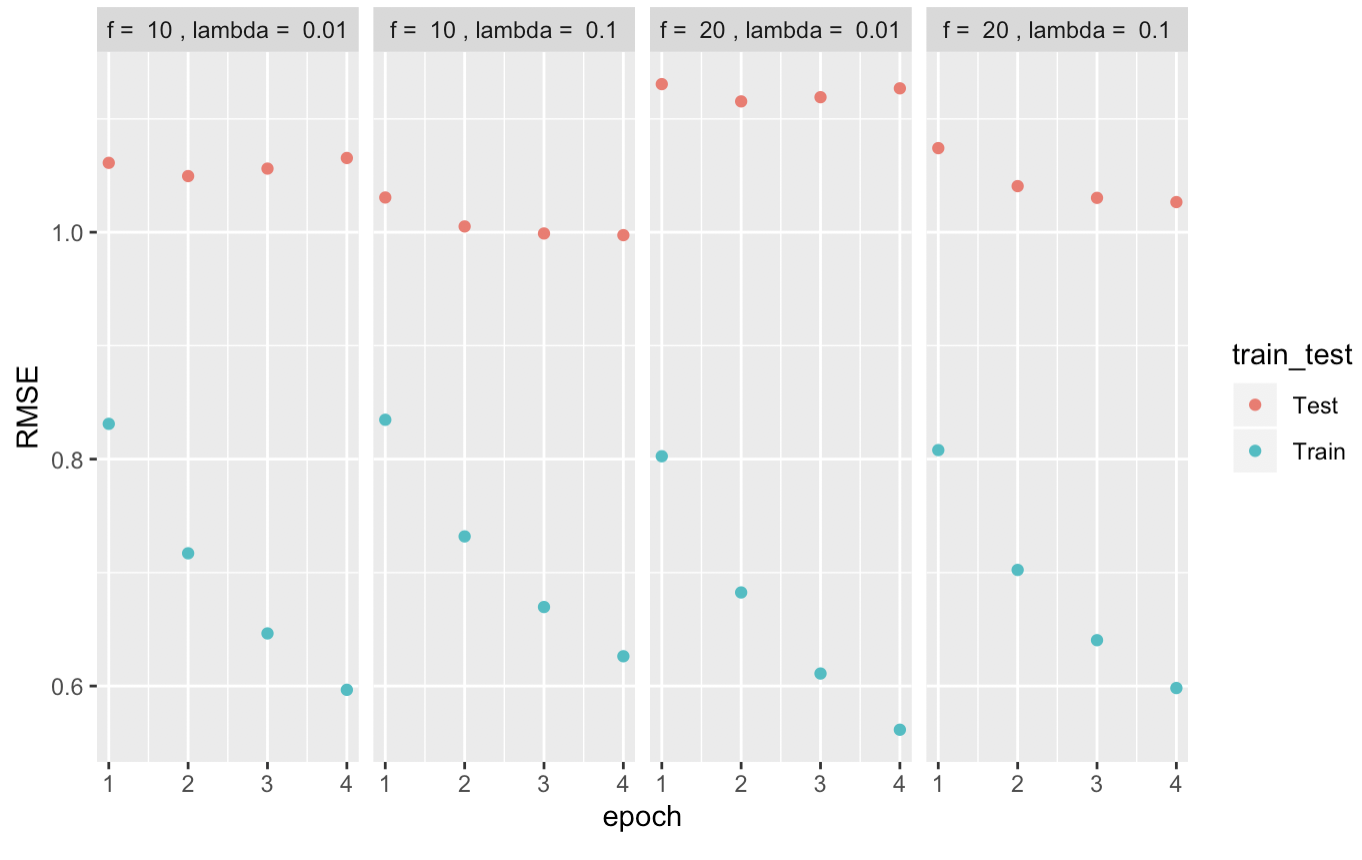 f = 10 , lambda = 0.01
f = 10 , lambda = 0.1
f = 20 , lambda = 0.01
f = 20 , lambda = 0.1
RMSE
1.0
0.8
0.6
1 2 3 4
1 2 3 4
1 2 3 4
1 2 3 4
epoch
train_test
Test
Train